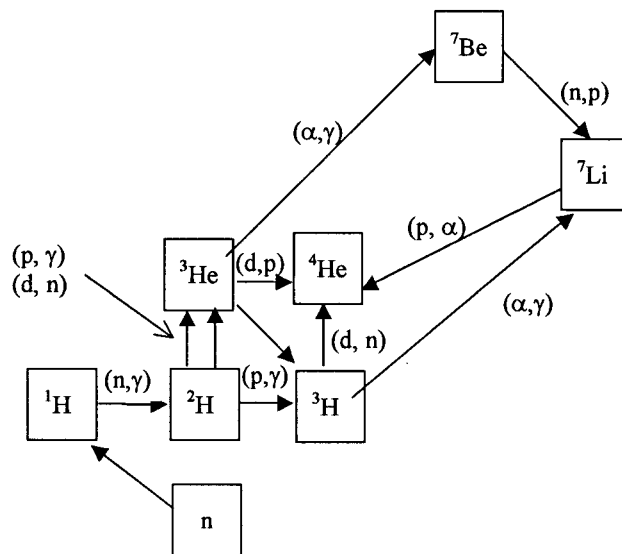 ⁷Be
(n,p)
(α,γ)
⁷Li
(p, γ)
(d, n)
³He
(d,p)
⁴He
(p, α)
(α,γ)
(d, n)
¹H
(n,γ)
²H
(p,γ)
³H
n